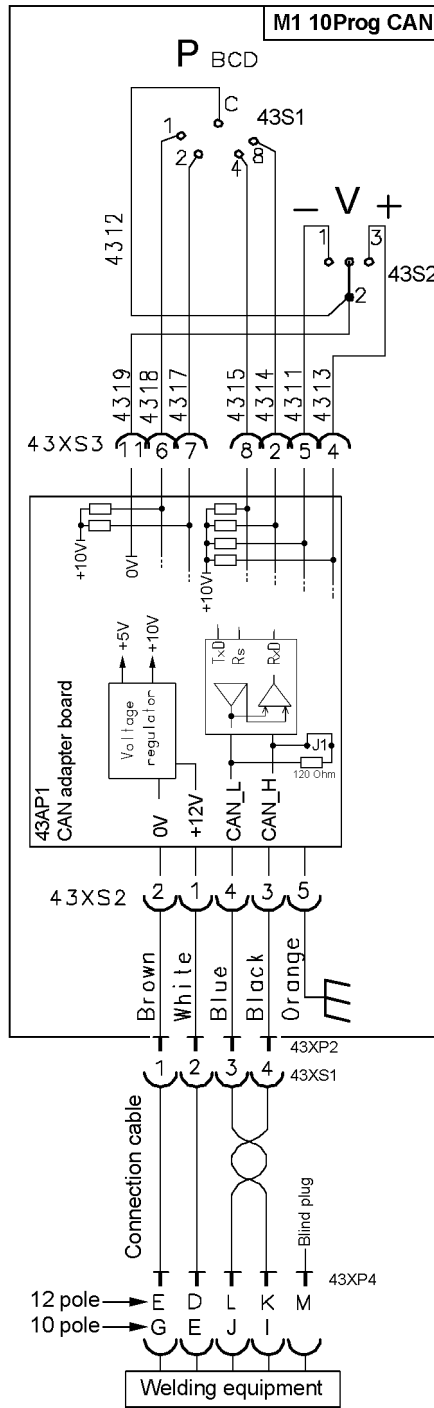 M1 10Prog CAN
P BCD
C 43S1
1
2 4 8
4312
– V +
1 3
43S2
2
4319 4318 4317 4315 4314 4311 4313
43XS3 11 6 7 8 2 5 4
+10V 0V +10V
+5V +10V
TxD Rs RxD
Voltage
regulator
J1
120 Ohm
43AP1
CAN adapter board
0V +12V CAN_L CAN_H
43XS2 2 1 4 3 5
Brown White Blue Black Orange
43XP2
1 2 3 4 43XS1
Connection cable
Blind plug
43XP4
12 pole E D L K M
10 pole G E J I
Welding equipment